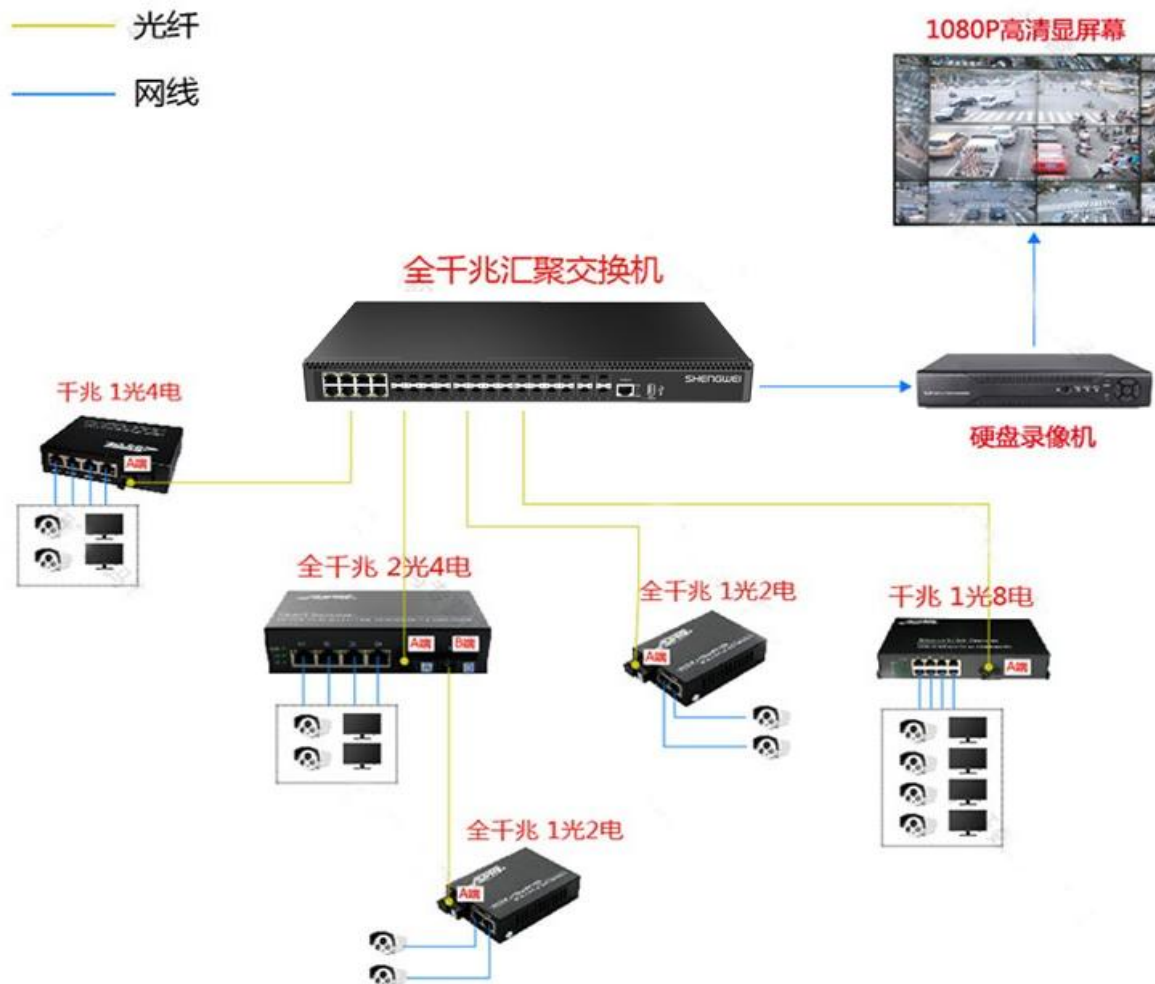 光纤
网线
1080P高清显屏幕
全千兆汇聚交换机
SHENGWEI
硬盘录像机
千兆 1光4电
A端
全千兆 2光4电
A端
B端
全千兆 1光2电
A端
千兆 1光8电
A端
全千兆 1光2电
A端